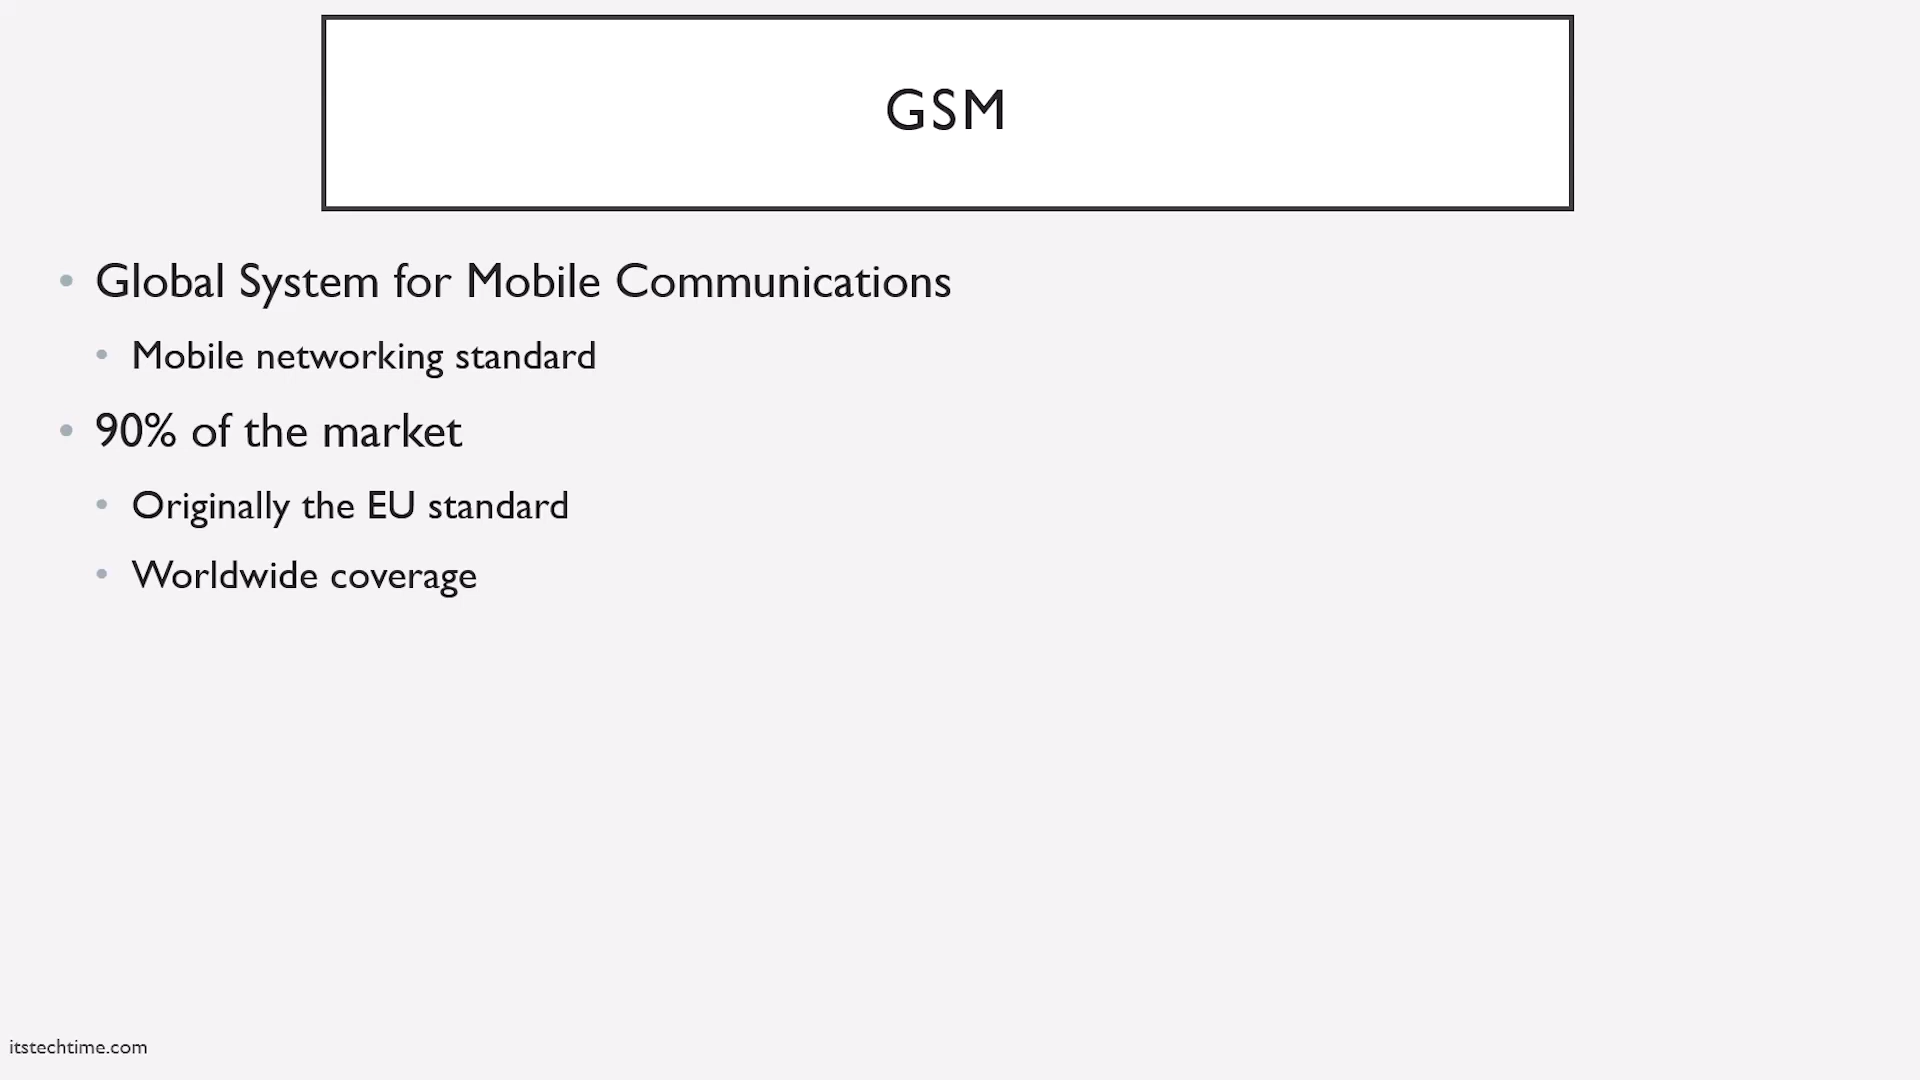 GSM
Global System for Mobile Communications
Mobile networking standard
90% of the market
Originally the EU standard
Worldwide coverage
itstechtime.com